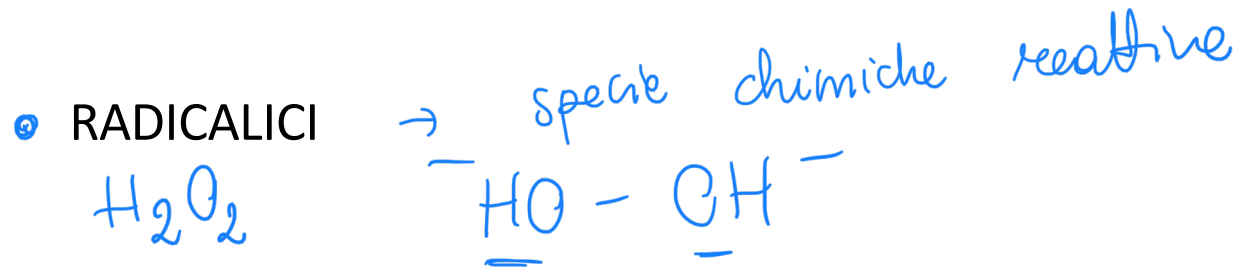 • RADICALICI → specie chimiche reattive
H₂O₂ ⁻HO - OH⁻